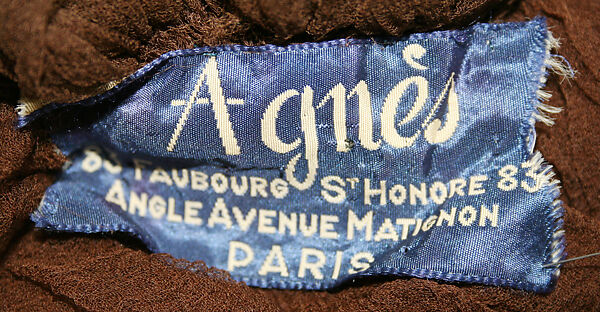 Agnès
83 FAUBOURG ST HONORE 83
ANGLE AVENUE MATIGNON
PARIS